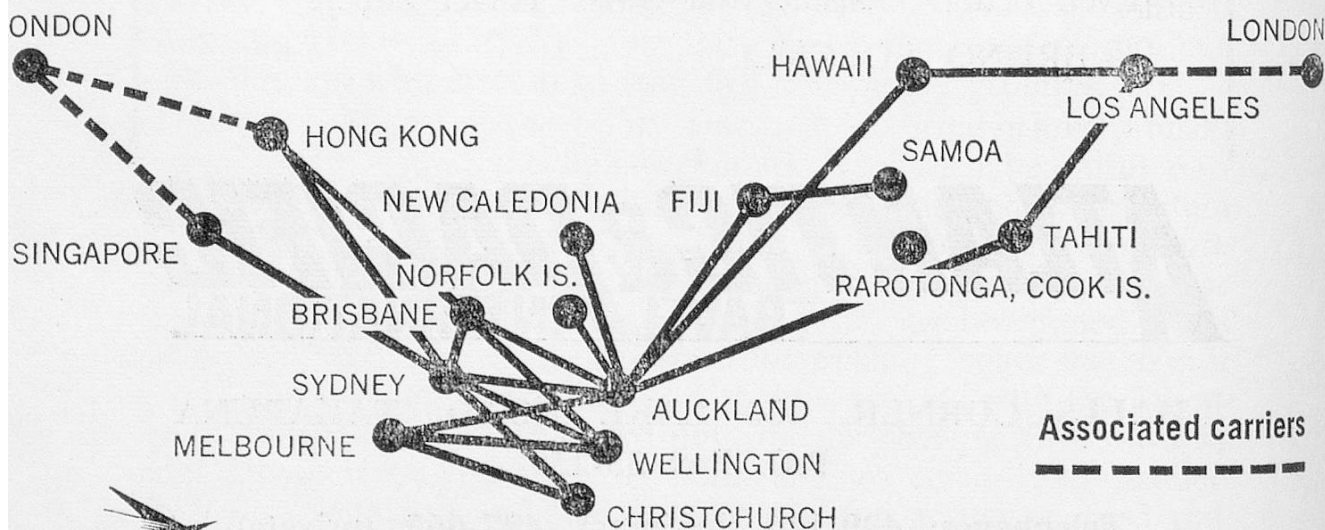 ONDON
LONDON
HAWAII
LOS ANGELES
HONG KONG
SAMOA
NEW CALEDONIA
FIJI
SINGAPORE
TAHITI
NORFOLK IS.
RAROTONGA, COOK IS.
BRISBANE
SYDNEY
AUCKLAND
MELBOURNE
Associated carriers
WELLINGTON
CHRISTCHURCH